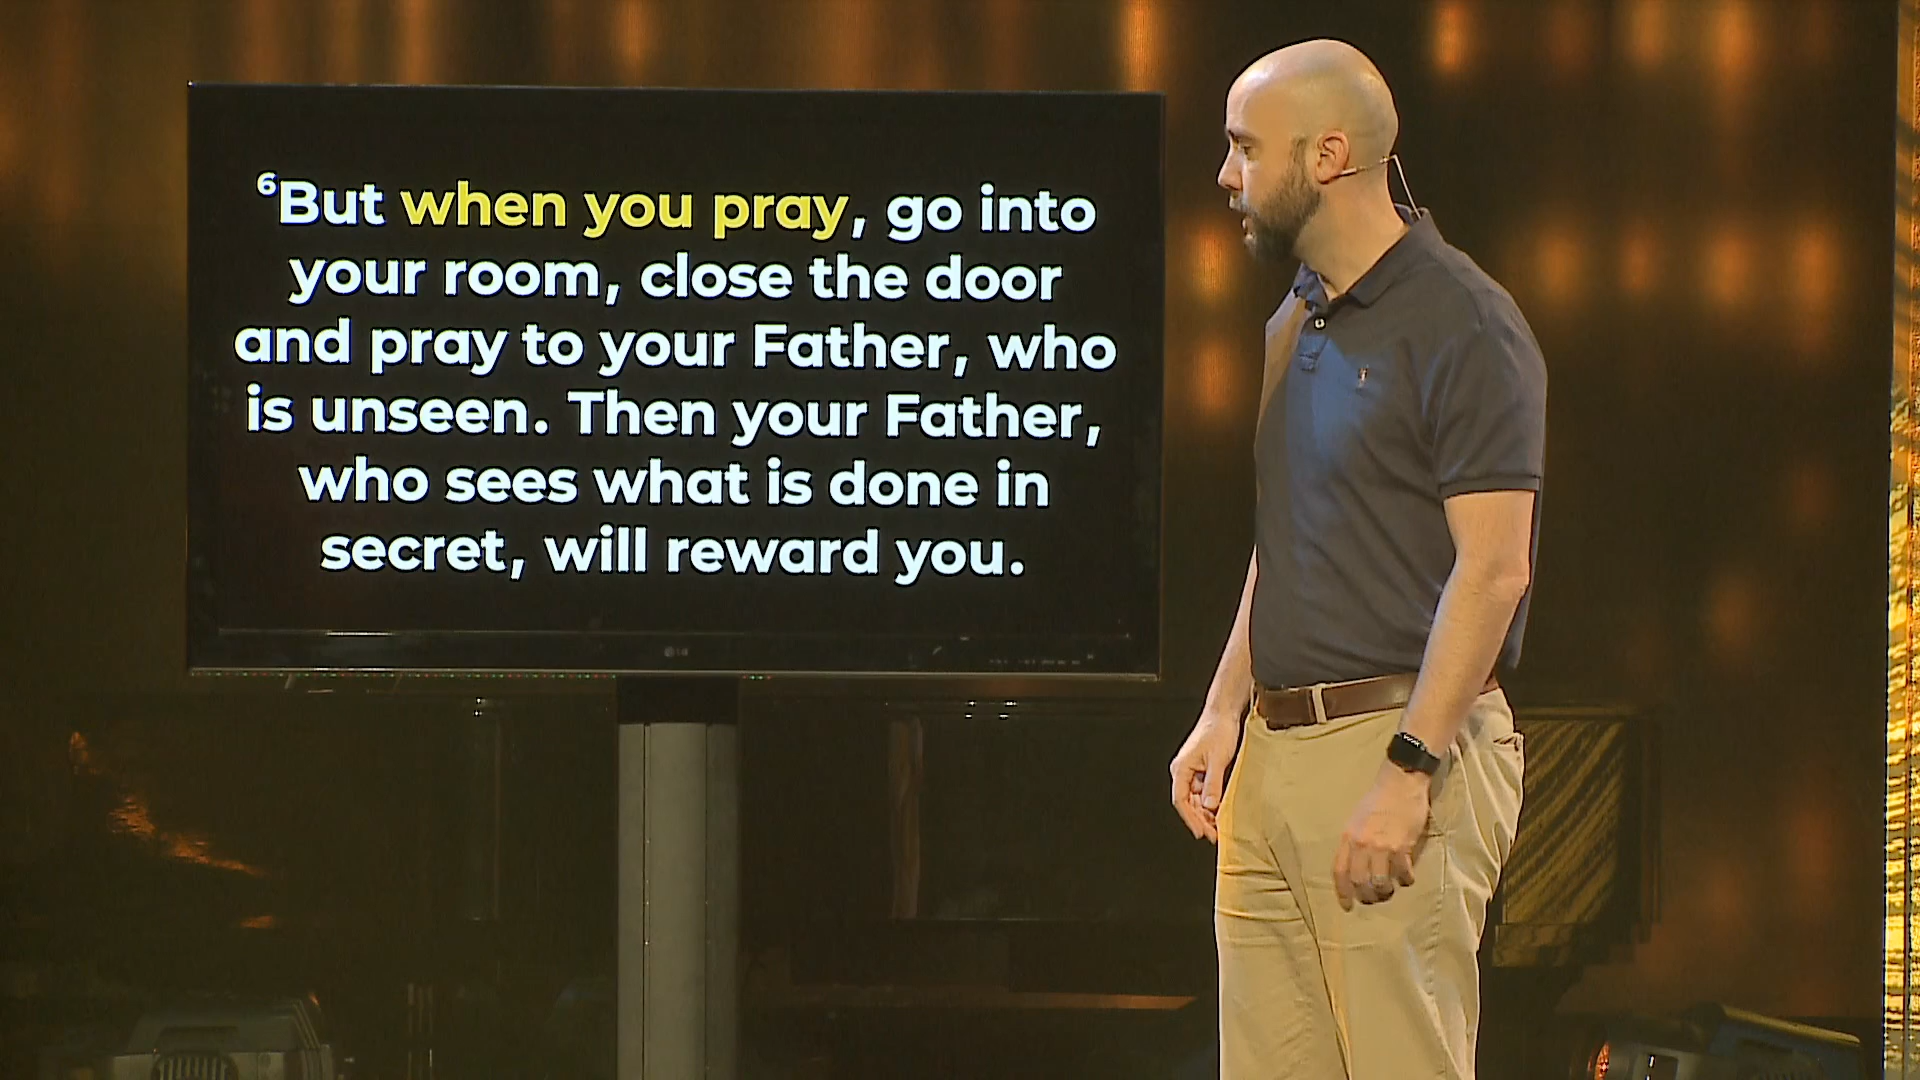 ⁶But when you pray, go into
your room, close the door
and pray to your Father, who
is unseen. Then your Father,
who sees what is done in
secret, will reward you.
LG